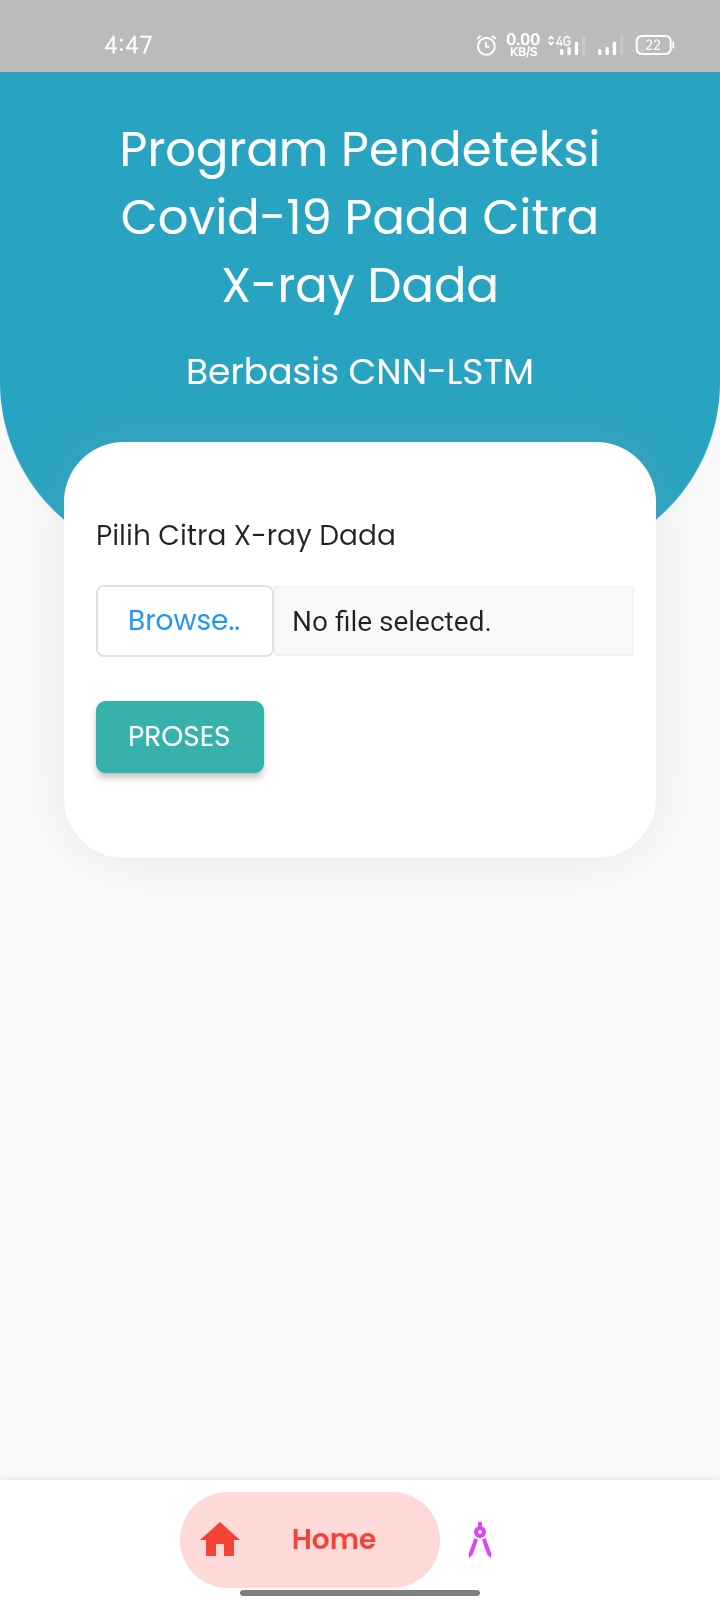 4:47
0.00
KB/S
4G
22
Program Pendeteksi
Covid-19 Pada Citra
X-ray Dada
Berbasis CNN-LSTM
Pilih Citra X-ray Dada
Browse.. No file selected.
PROSES
Home